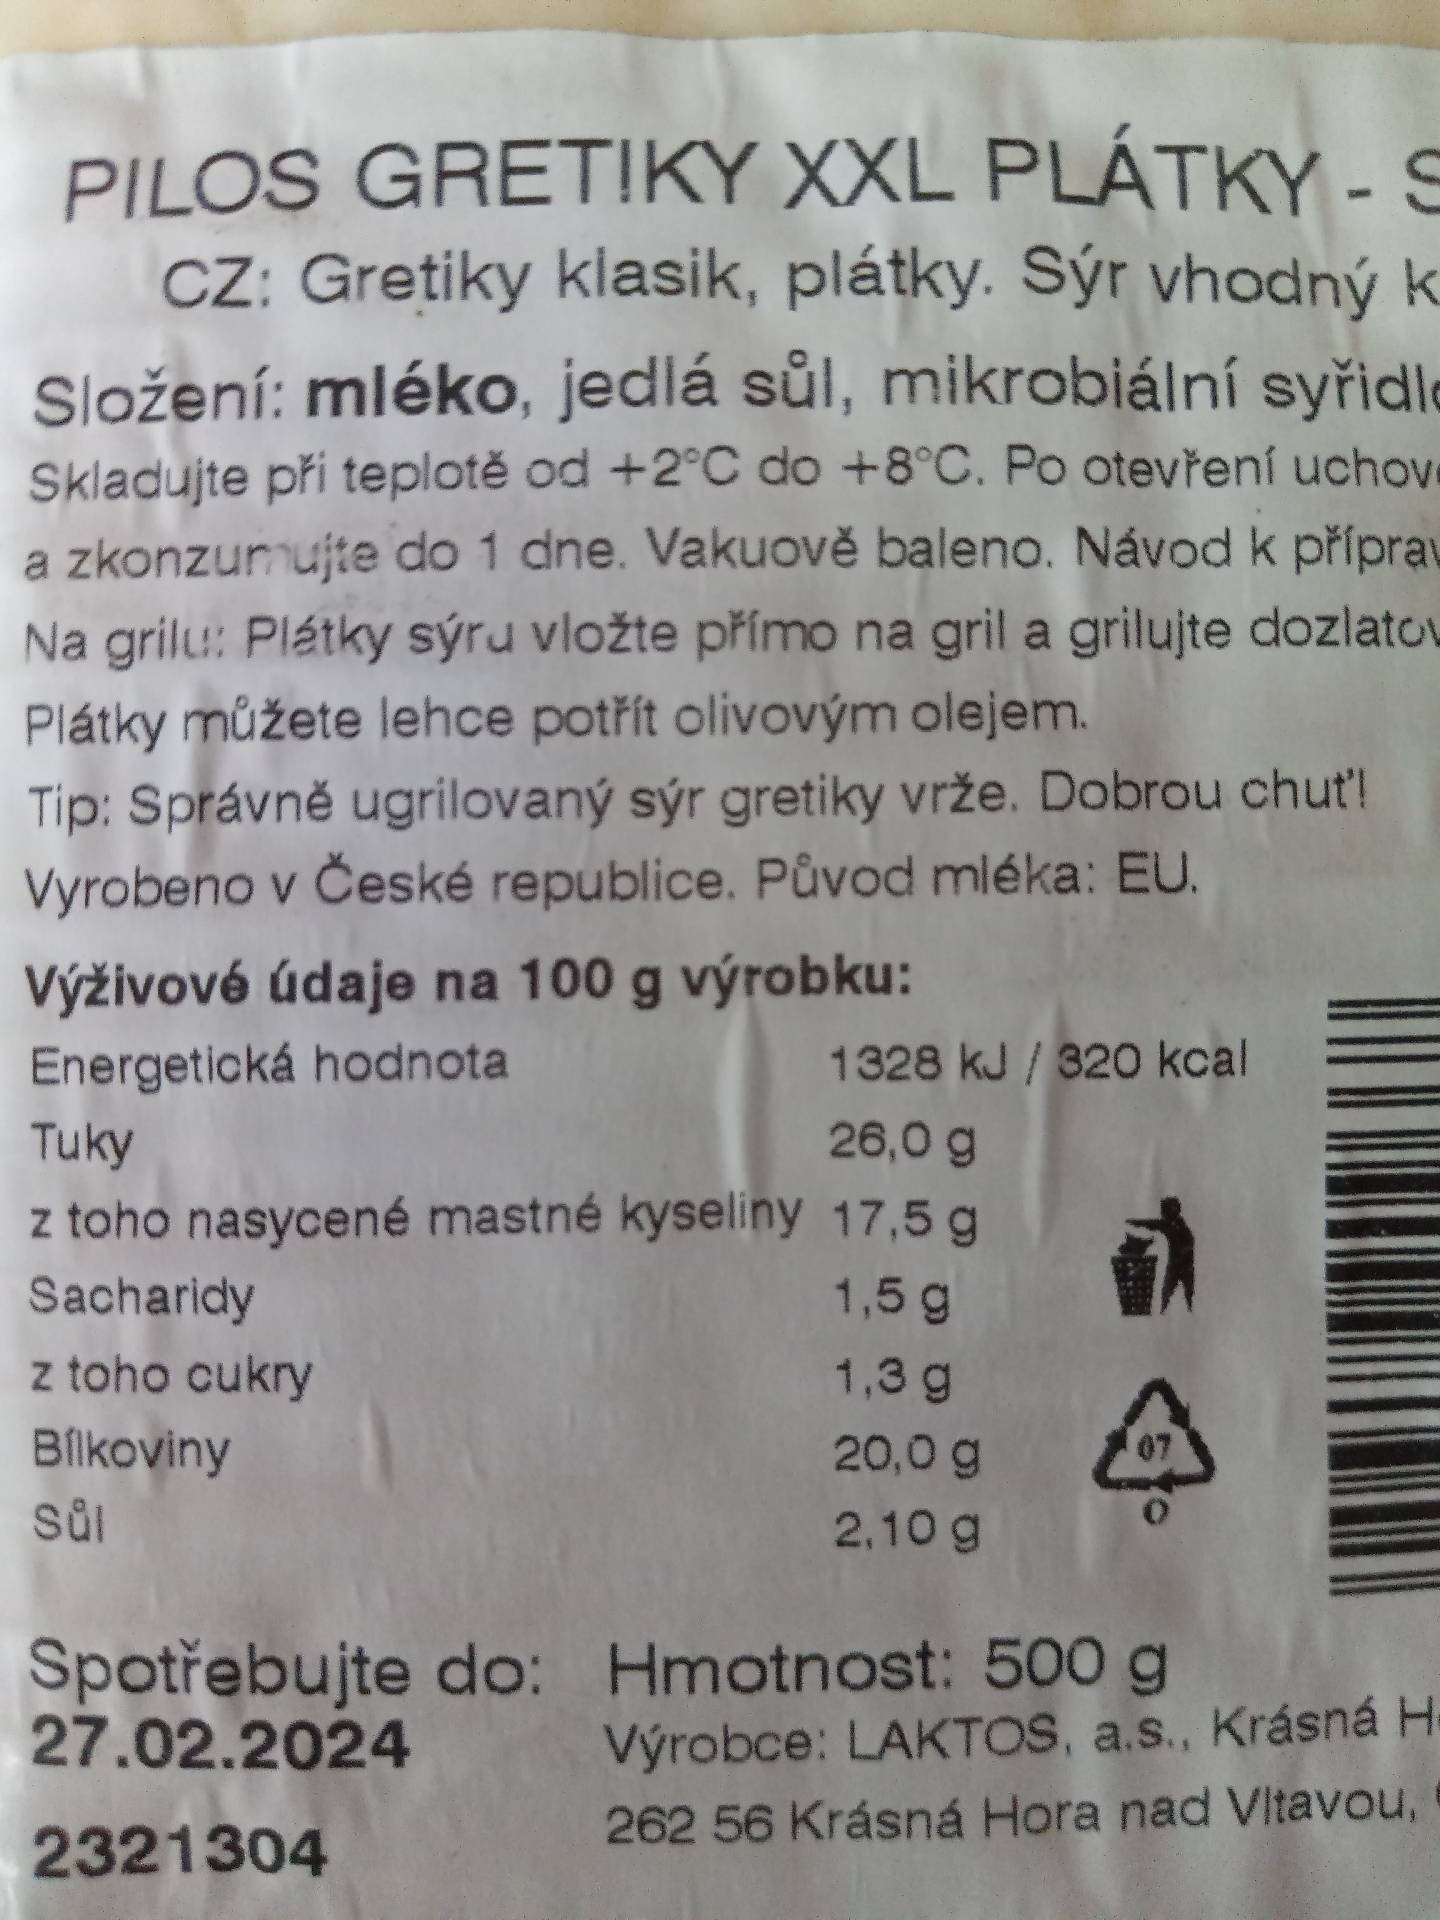 PILOS GRETIKY XXL PLÁTKY - S
CZ: Gretiky klasik, plátky. Sýr vhodný k
Složení: mléko, jedlá sůl, mikrobiální syřidlo
Skladujte při teplotě od +2°C do +8°C. Po otevření uchov
a zkonzumujte do 1 dne. Vakuově baleno. Návod k příprav
Na grilu: Plátky sýru vložte přímo na gril a grilujte dozlatov
Plátky můžete lehce potřít olivovým olejem.
Tip: Správně ugrilovaný sýr gretiky vrže. Dobrou chuť!
Vyrobeno v České republice. Původ mléka: EU.
Výživové údaje na 100 g výrobku:
Energetická hodnota 1328 kJ / 320 kcal
Tuky 26,0 g
z toho nasycené mastné kyseliny 17,5 g
Sacharidy 1,5 g
z toho cukry 1,3 g
Bílkoviny 20,0 g
Sůl 2,10 g
07
O
Spotřebujte do: Hmotnost: 500 g
27.02.2024 Výrobce: LAKTOS, a.s., Krásná H
262 56 Krásná Hora nad Vltavou,
2321304